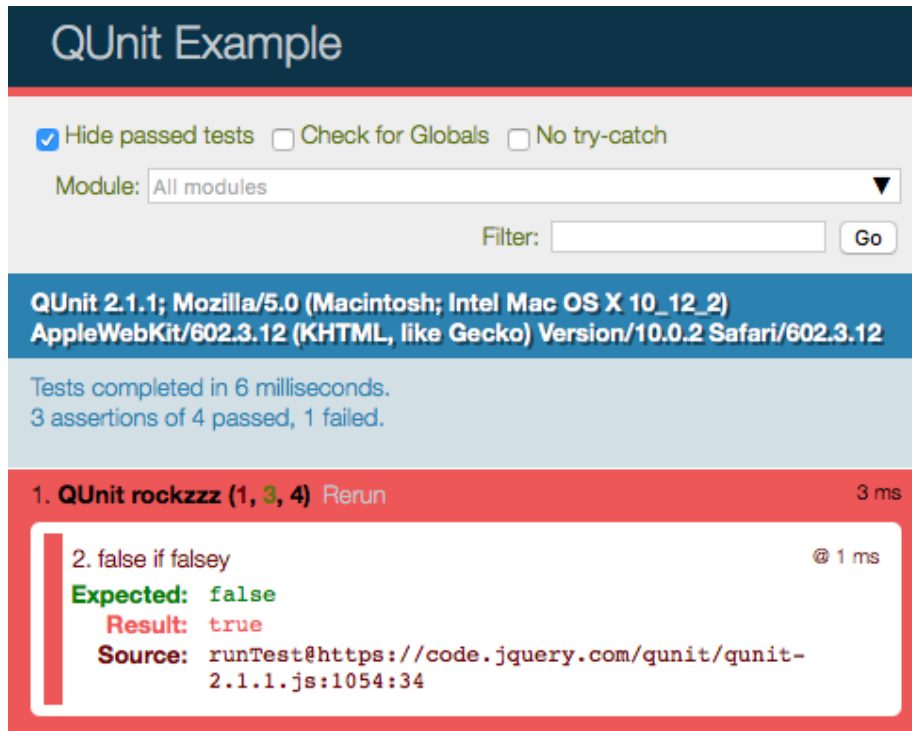 QUnit Example
Hide passed tests Check for Globals No try-catch
Module: All modules ▼
Filter: Go
QUnit 2.1.1; Mozilla/5.0 (Macintosh; Intel Mac OS X 10_12_2)
AppleWebKit/602.3.12 (KHTML, like Gecko) Version/10.0.2 Safari/602.3.12
Tests completed in 6 milliseconds.
3 assertions of 4 passed, 1 failed.
1. QUnit rockzzz (1, 3, 4) Rerun 3 ms
2. false if falsey @ 1 ms
Expected: false
Result: true
Source: runTest@https://code.jquery.com/qunit/qunit-
2.1.1.js:1054:34